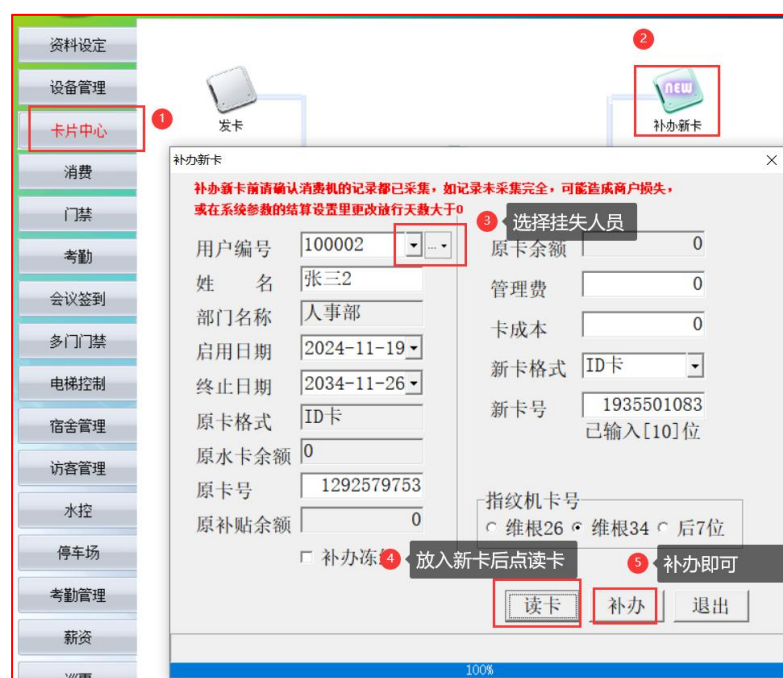 资料设定
设备管理
卡片中心
消费
门禁
考勤
会议签到
多门门禁
电梯控制
宿舍管理
访客管理
水控
停车场
考勤管理
薪资
1
发卡
2
NEW
补办新卡
补办新卡
补办新卡前请确认消费机的记录都已采集，如记录未采集完全，可能造成商户损失，
或在系统参数的结算设置里更改放行天数大于0
3 选择挂失人员
用户编号 100002 ...
姓 名 张三2
部门名称 人事部
启用日期 2024-11-19
终止日期 2034-11-26
原卡格式 ID卡
原水卡余额 0
原卡号 1292579753
原补贴余额 0
补办冻
原卡余额 0
管理费 0
卡成本 0
新卡格式 ID卡
新卡号 1935501083
已输入[10]位
指纹机卡号
维根26 维根34 后7位
4 放入新卡后点读卡
5 补办即可
读卡 补办 退出
100%